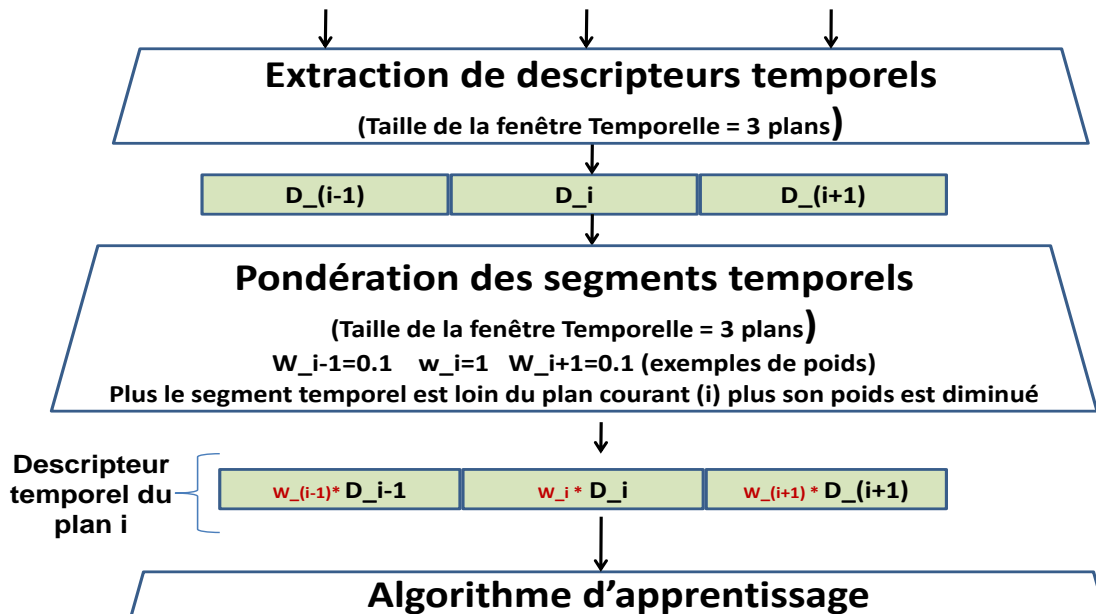 Extraction de descripteurs temporels
(Taille de la fenêtre Temporelle = 3 plans)
D_(i-1) D_i D_(i+1)
Pondération des segments temporels
(Taille de la fenêtre Temporelle = 3 plans)
W_i-1=0.1 w_i=1 W_i+1=0.1 (exemples de poids)
Plus le segment temporel est loin du plan courant (i) plus son poids est diminué
Descripteur
temporel du
plan i
W_(i-1)* D_i-1 W_i * D_i W_(i+1) * D_(i+1)
Algorithme d’apprentissage